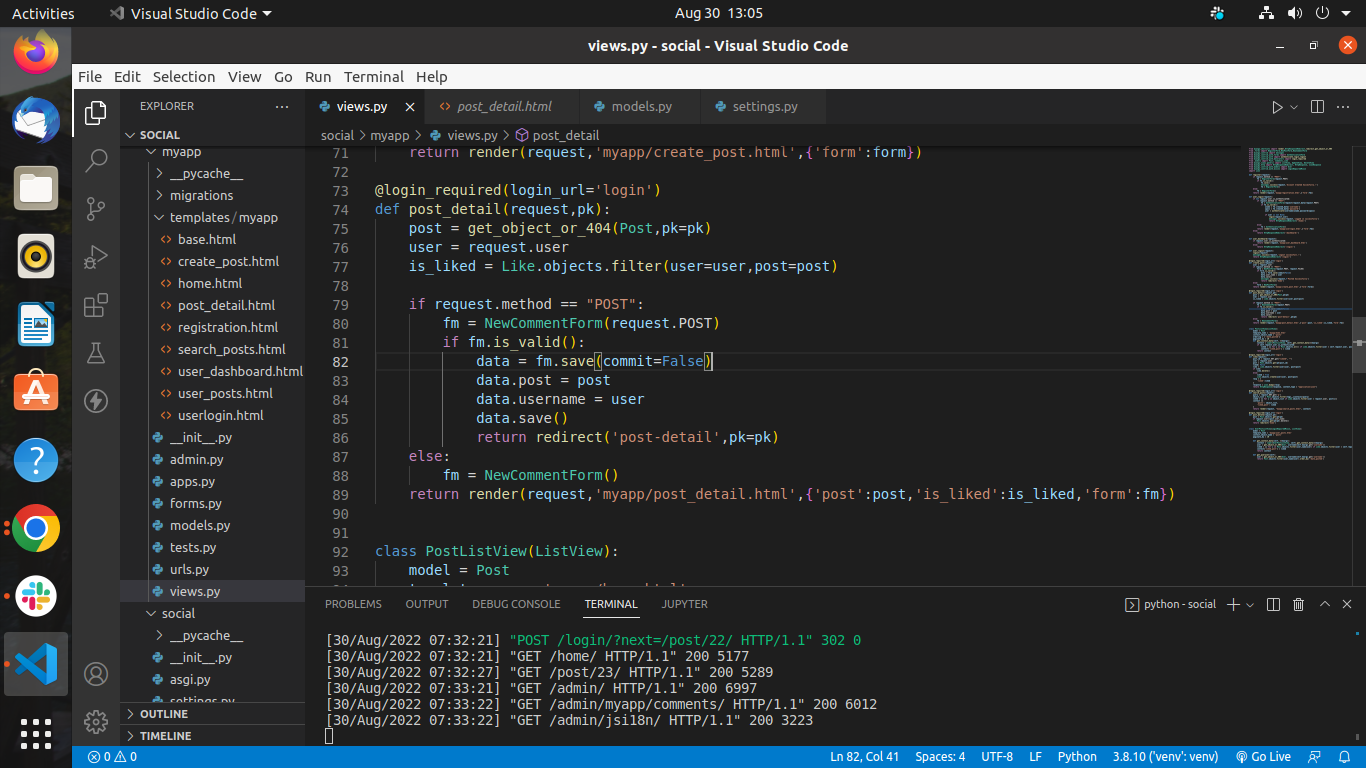 Activities
Visual Studio Code
Aug 30 13:05
views.py - social - Visual Studio Code
File Edit Selection View Go Run Terminal Help
EXPLORER
SOCIAL
myapp
__pycache__
migrations
templates/myapp
base.html
create_post.html
home.html
post_detail.html
registration.html
search_posts.html
user_dashboard.html
user_posts.html
userlogin.html
__init__.py
admin.py
apps.py
forms.py
models.py
tests.py
urls.py
views.py
social
__pycache__
__init__.py
asgi.py
settings.py
OUTLINE
TIMELINE
views.py
post_detail.html
models.py
settings.py
social > myapp > views.py > post_detail
71 return render(request,'myapp/create_post.html',{'form':form})
72
73 @login_required(login_url='login')
74 def post_detail(request,pk):
75 post = get_object_or_404(Post,pk=pk)
76 user = request.user
77 is_liked = Like.objects.filter(user=user,post=post)
78
79 if request.method == "POST":
80 fm = NewCommentForm(request.POST)
81 if fm.is_valid():
82 data = fm.save(commit=False)
83 data.post = post
84 data.username = user
85 data.save()
86 return redirect('post-detail',pk=pk)
87 else:
88 fm = NewCommentForm()
89 return render(request,'myapp/post_detail.html',{'post':post,'is_liked':is_liked,'form':fm})
90
91
92 class PostListView(ListView):
93 model = Post
PROBLEMS OUTPUT DEBUG CONSOLE TERMINAL JUPYTER
python - social
[30/Aug/2022 07:32:21] "POST /login/?next=/post/22/ HTTP/1.1" 302 0
[30/Aug/2022 07:32:21] "GET /home/ HTTP/1.1" 200 5177
[30/Aug/2022 07:32:27] "GET /post/23/ HTTP/1.1" 200 5289
[30/Aug/2022 07:33:21] "GET /admin/ HTTP/1.1" 200 6997
[30/Aug/2022 07:33:22] "GET /admin/myapp/comments/ HTTP/1.1" 200 6012
[30/Aug/2022 07:33:22] "GET /admin/jsi18n/ HTTP/1.1" 200 3223
0 0
Ln 82, Col 41 Spaces: 4 UTF-8 LF Python 3.8.10 ('venv': venv) Go Live